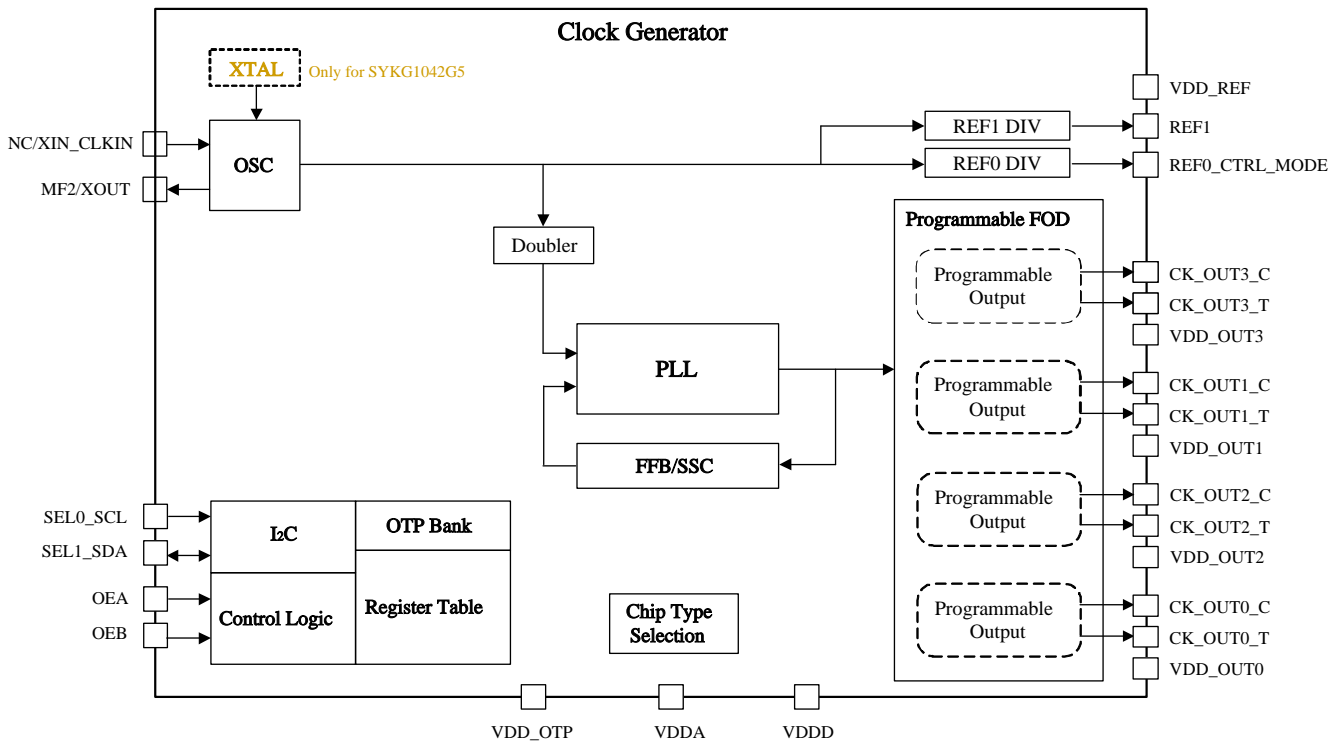 Clock Generator
XTAL
Only for SYKG1042G5
VDD_REF
NC/XIN_CLKIN
OSC
REF1 DIV
REF1
MF2/XOUT
REF0 DIV
REF0_CTRL_MODE
Programmable FOD
Doubler
Programmable
Output
CK_OUT3_C
CK_OUT3_T
VDD_OUT3
PLL
Programmable
Output
CK_OUT1_C
CK_OUT1_T
VDD_OUT1
FFB/SSC
Programmable
Output
CK_OUT2_C
CK_OUT2_T
VDD_OUT2
SEL0_SCL
SEL1_SDA
I2C
OTP Bank
OEA
OEB
Control Logic
Register Table
Chip Type
Selection
Programmable
Output
CK_OUT0_C
CK_OUT0_T
VDD_OUT0
VDD_OTP
VDDA
VDDD